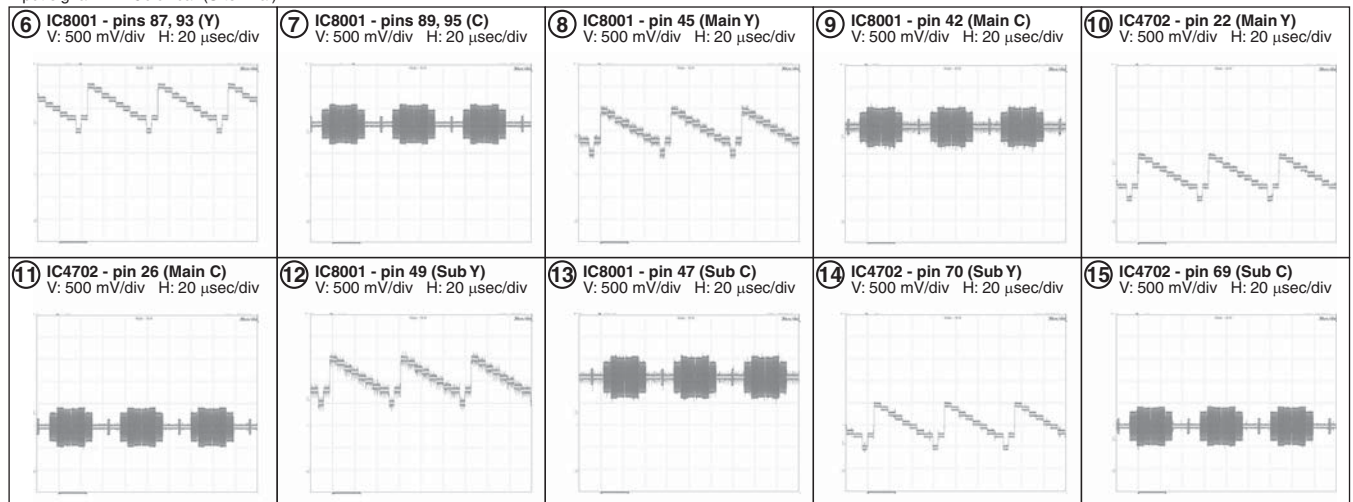 ⑥ IC8001 - pins 87, 93 (Y)
V: 500 mV/div H: 20 µsec/div
⑦ IC8001 - pins 89, 95 (C)
V: 500 mV/div H: 20 µsec/div
⑧ IC8001 - pin 45 (Main Y)
V: 500 mV/div H: 20 µsec/div
⑨ IC8001 - pin 42 (Main C)
V: 500 mV/div H: 20 µsec/div
⑩ IC4702 - pin 22 (Main Y)
V: 500 mV/div H: 20 µsec/div
⑪ IC4702 - pin 26 (Main C)
V: 500 mV/div H: 20 µsec/div
⑫ IC8001 - pin 49 (Sub Y)
V: 500 mV/div H: 20 µsec/div
⑬ IC8001 - pin 47 (Sub C)
V: 500 mV/div H: 20 µsec/div
⑭ IC4702 - pin 70 (Sub Y)
V: 500 mV/div H: 20 µsec/div
⑮ IC4702 - pin 69 (Sub C)
V: 500 mV/div H: 20 µsec/div